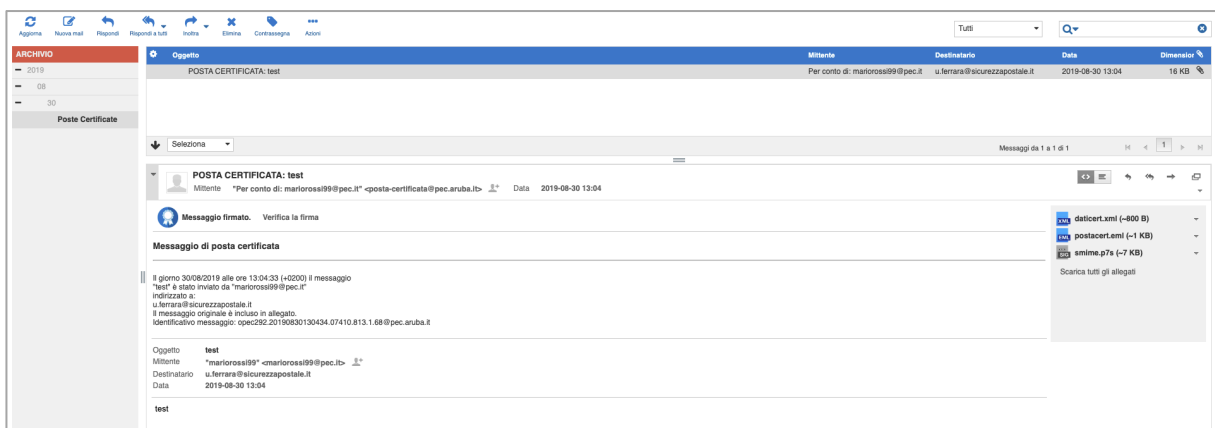 Aggiorna Nuova mail Rispondi Rispondi a tutti Inoltra Elimina Contrassegna Azioni
Tutti
ARCHIVIO
2019
08
30
Poste Certificate
Oggetto Mittente Destinatario Data Dimension
POSTA CERTIFICATA: test Per conto di: mariorossi99@pec.it u.ferrara@sicurezzapostale.it 2019-08-30 13:04 16 KB
Seleziona Messaggi da 1 a 1 di 1 1
POSTA CERTIFICATA: test
Mittente "Per conto di: mariorossi99@pec.it" <posta-certificata@pec.aruba.it> Data 2019-08-30 13:04
Messaggio firmato. Verifica la firma
Messaggio di posta certificata
Il giorno 30/08/2019 alle ore 13:04:33 (+0200) il messaggio
"test" è stato inviato da "mariorossi99@pec.it"
indirizzato a:
u.ferrara@sicurezzapostale.it
Il messaggio originale è incluso in allegato.
Identificativo messaggio: opec292.20190830130434.07410.813.1.68@pec.aruba.it
Oggetto test
Mittente "mariorossi99" <mariorossi99@pec.it>
Destinatario u.ferrara@sicurezzapostale.it
Data 2019-08-30 13:04
test
XML daticert.xml (~800 B)
EML postacert.eml (~1 KB)
SIG smime.p7s (~7 KB)
Scarica tutti gli allegati